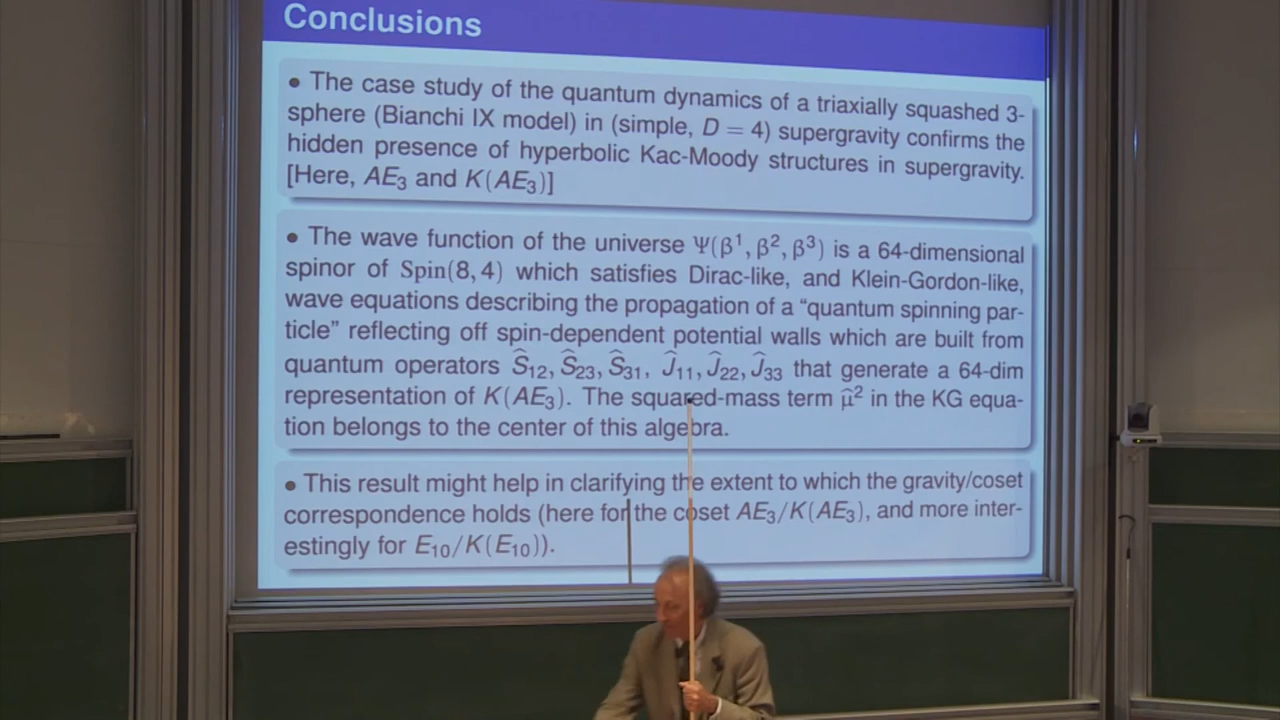 Conclusions
• The case study of the quantum dynamics of a triaxially squashed 3-
sphere (Bianchi IX model) in (simple, D = 4) supergravity confirms the
hidden presence of hyperbolic Kac-Moody structures in supergravity.
[Here, AE₃ and K(AE₃)]
• The wave function of the universe Ψ(β¹, β², β³) is a 64-dimensional
spinor of Spin(8, 4) which satisfies Dirac-like, and Klein-Gordon-like,
wave equations describing the propagation of a “quantum spinning par-
ticle” reflecting off spin-dependent potential walls which are built from
quantum operators Ŝ₁₂, Ŝ₂₃, Ŝ₃₁, Ĵ₁₁, Ĵ₂₂, Ĵ₃₃ that generate a 64-dim
representation of K(AE₃). The squared-mass term μ̂² in the KG equa-
tion belongs to the center of this algebra.
• This result might help in clarifying the extent to which the gravity/coset
correspondence holds (here for the coset AE₃/K(AE₃), and more inter-
estingly for E₁₀/K(E₁₀)).